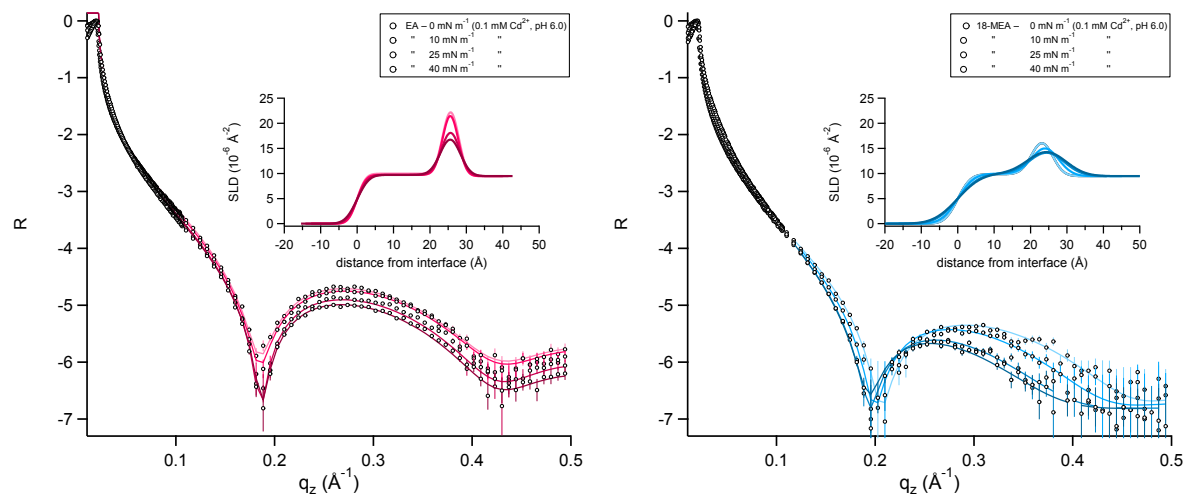 EA – 0 mN m⁻¹ (0.1 mM Cd²⁺, pH 6.0)
" 10 mN m⁻¹ "
" 25 mN m⁻¹ "
" 40 mN m⁻¹ "
0
-1
-2
-3
-4
-5
-6
-7
R
25
20
15
10
5
0
SLD (10⁻⁶ Å⁻²)
-20 -10 0 10 20 30 40 50
distance from interface (Å)
0.1 0.2 0.3 0.4 0.5
q_z (Å⁻¹)
18-MEA – 0 mN m⁻¹ (0.1 mM Cd²⁺, pH 6.0)
" 10 mN m⁻¹ "
" 25 mN m⁻¹ "
" 40 mN m⁻¹ "
0
-1
-2
-3
-4
-5
-6
-7
R
25
20
15
10
5
0
SLD (10⁻⁶ Å⁻²)
-20 -10 0 10 20 30 40 50
distance from interface (Å)
0.1 0.2 0.3 0.4 0.5
q_z (Å⁻¹)